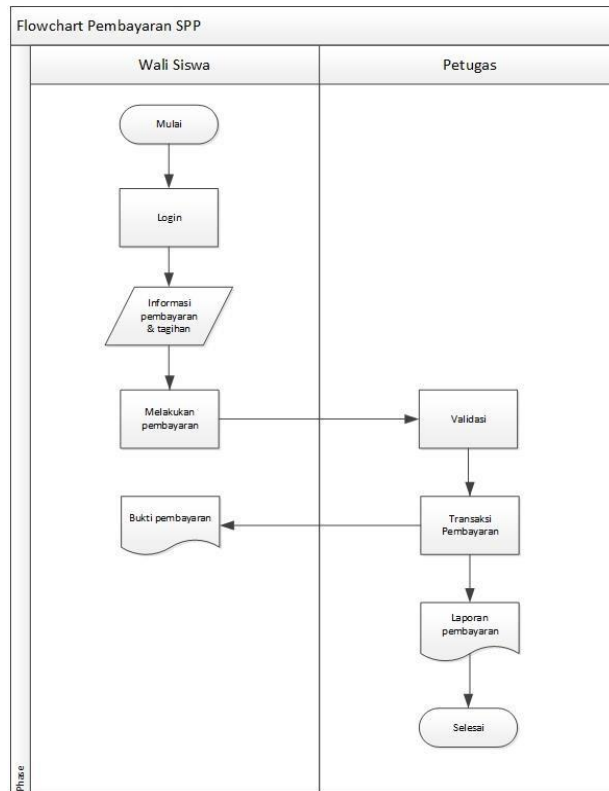 Flowchart Pembayaran SPP
Wali Siswa
Petugas
Mulai
Login
Informasi
pembayaran
& tagihan
Melakukan
pembayaran
Validasi
Bukti pembayaran
Transaksi
Pembayaran
Laporan
pembayaran
Selesai
Phase